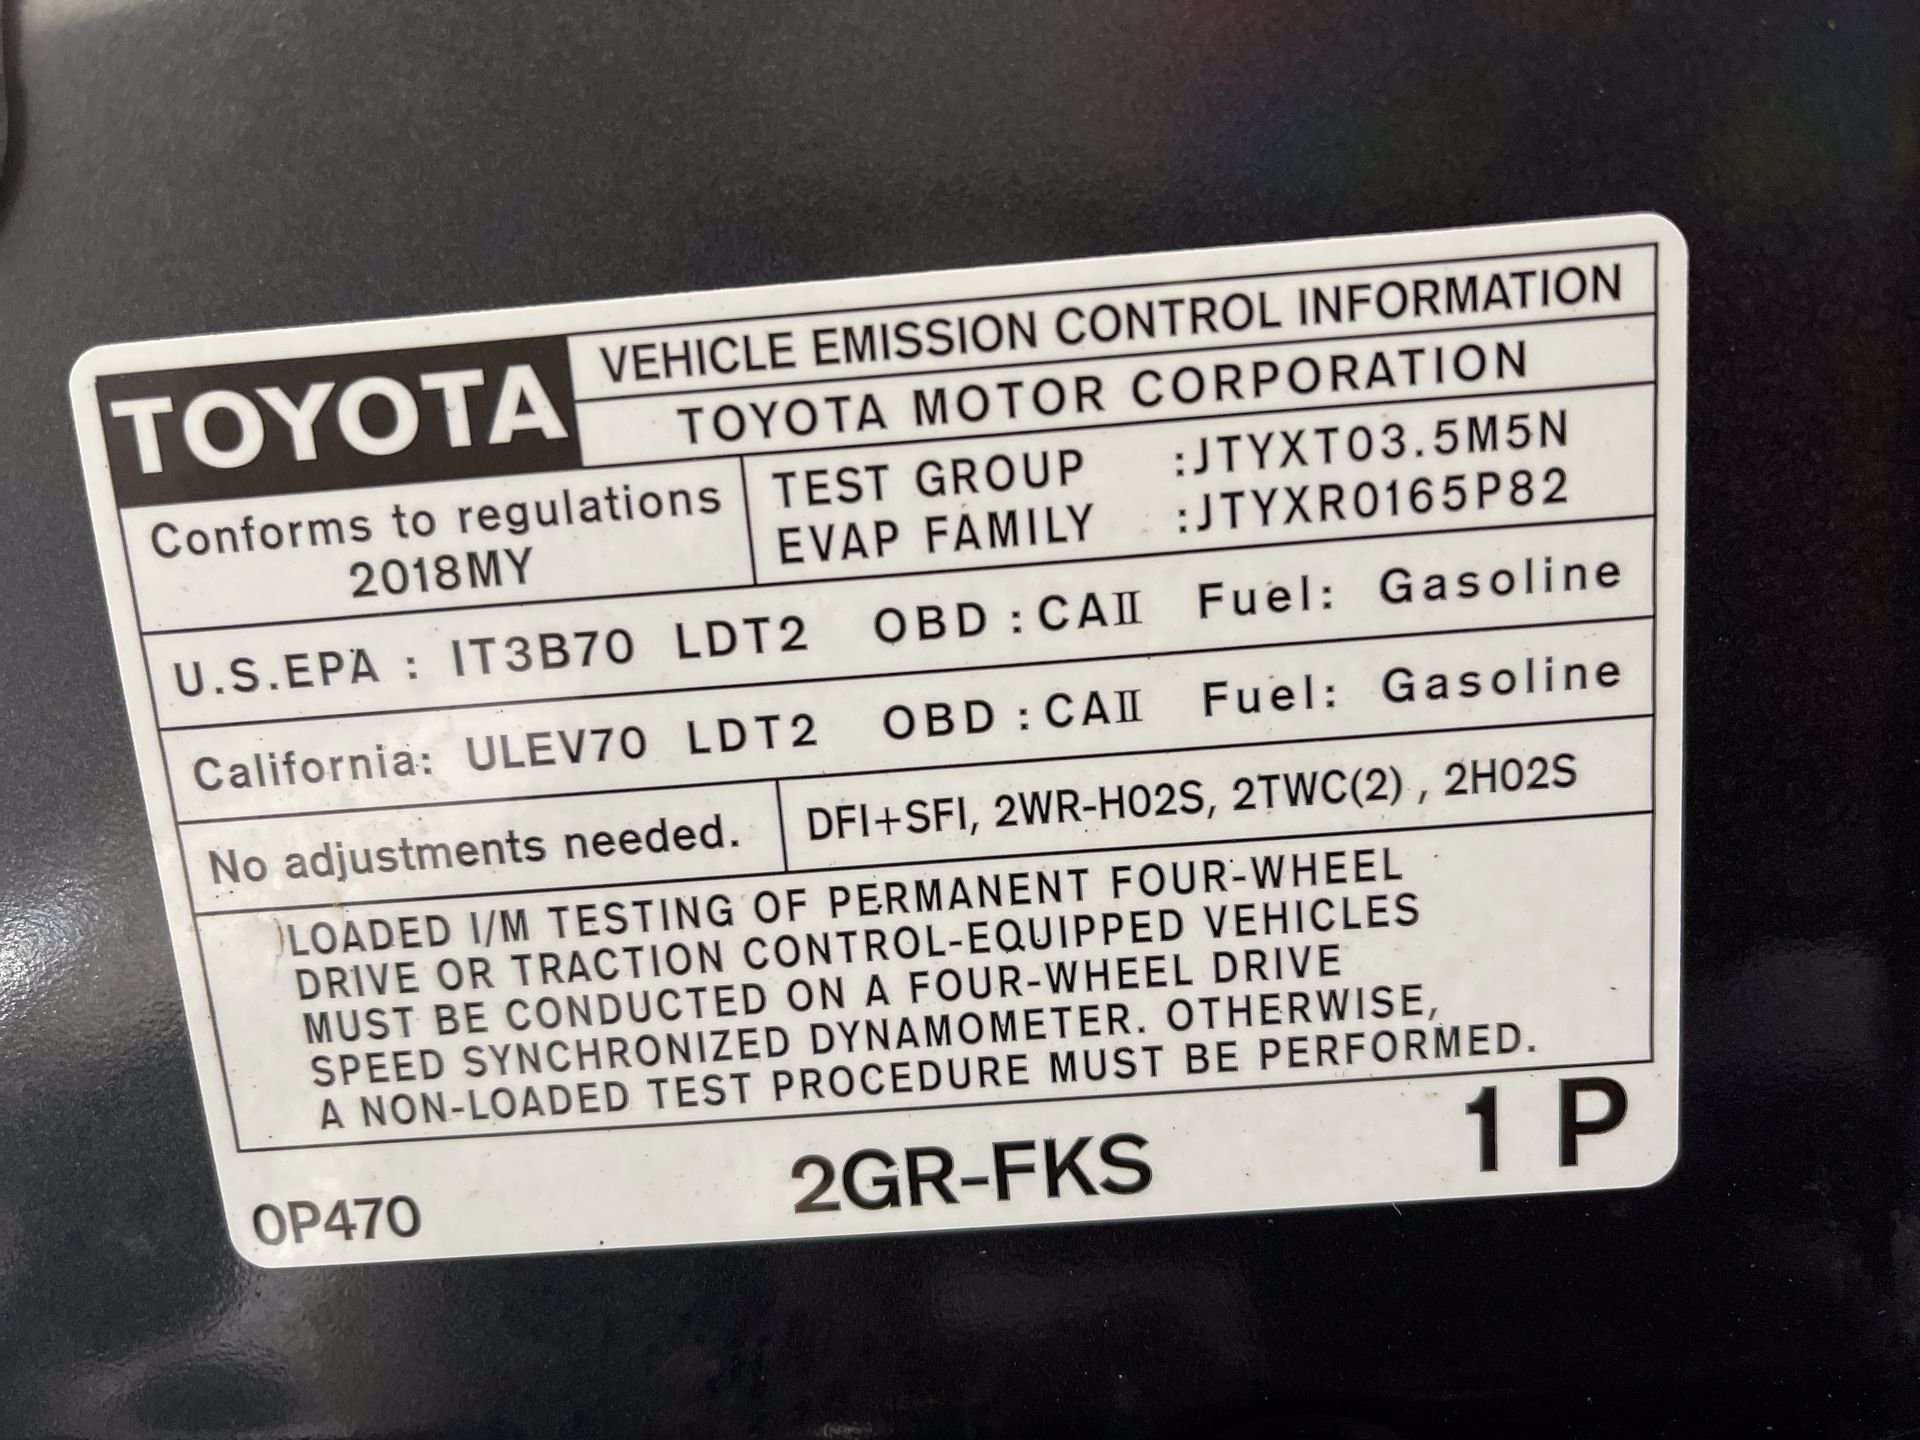 TOYOTA
VEHICLE EMISSION CONTROL INFORMATION
TOYOTA MOTOR CORPORATION
Conforms to regulations
2018MY
TEST GROUP :JTYXT03.5M5N
EVAP FAMILY :JTYXR0165P82
U.S.EPA : IT3B70 LDT2 OBD : CAⅡ Fuel: Gasoline
California: ULEV70 LDT2 OBD : CAⅡ Fuel: Gasoline
No adjustments needed.
DFI+SFI, 2WR-HO2S, 2TWC(2) , 2HO2S
LOADED I/M TESTING OF PERMANENT FOUR-WHEEL
DRIVE OR TRACTION CONTROL-EQUIPPED VEHICLES
MUST BE CONDUCTED ON A FOUR-WHEEL DRIVE
SPEED SYNCHRONIZED DYNAMOMETER. OTHERWISE,
A NON-LOADED TEST PROCEDURE MUST BE PERFORMED.
0P470
2GR-FKS
1 P